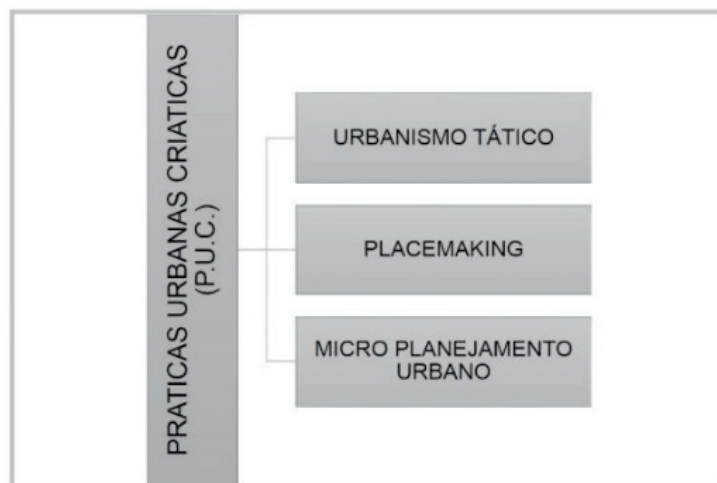 PRATICAS URBANAS CRIATICAS
(P.U.C.)
URBANISMO TÁTICO
PLACEMAKING
MICRO PLANEJAMENTO
URBANO